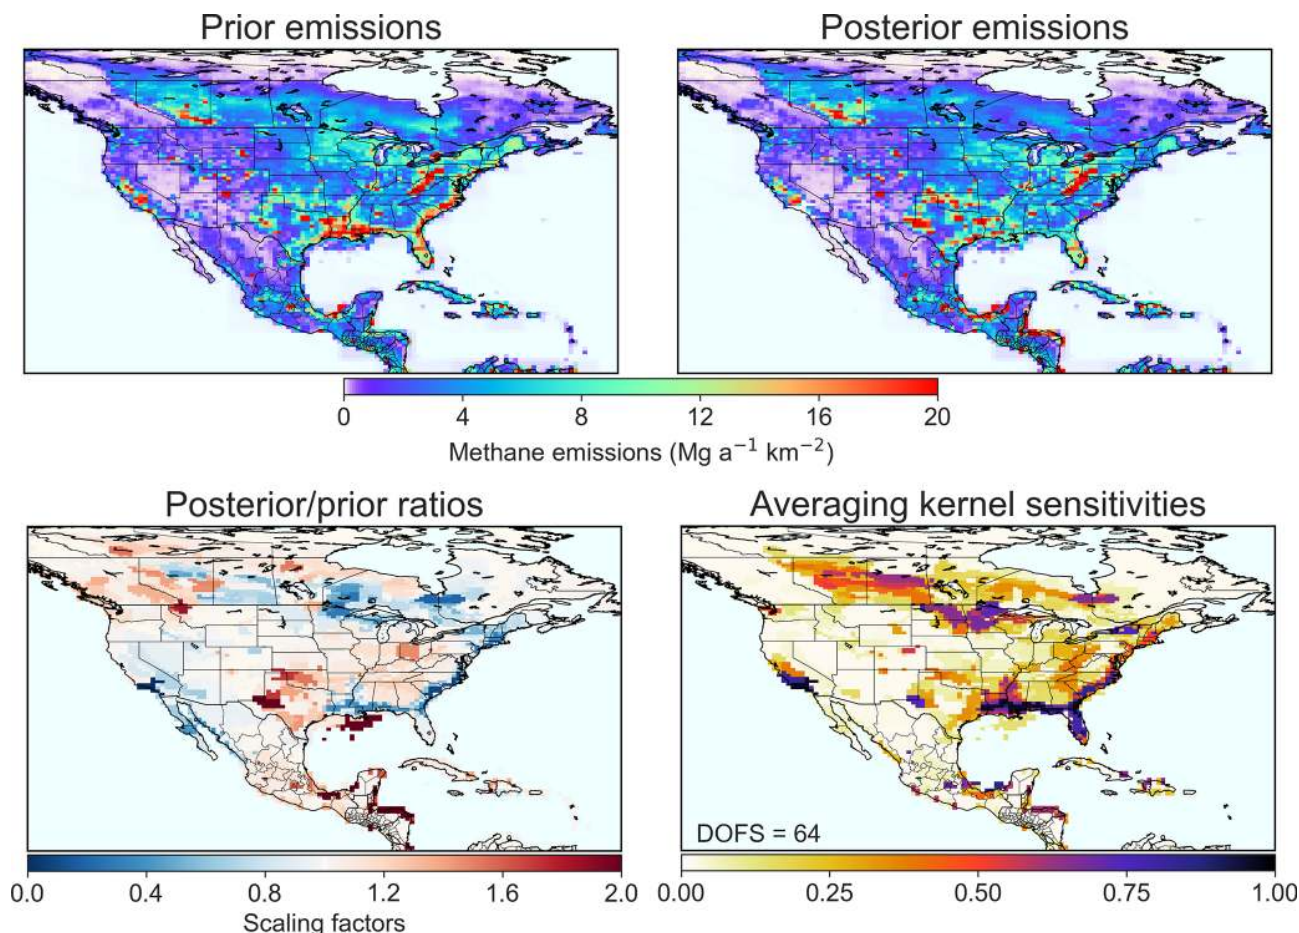 Prior emissions
Posterior emissions
0 4 8 12 16 20
Methane emissions (Mg a⁻¹ km⁻²)
Posterior/prior ratios
Averaging kernel sensitivities
DOFS = 64
0.0 0.4 0.8 1.2 1.6 2.0
Scaling factors
0.00 0.25 0.50 0.75 1.00